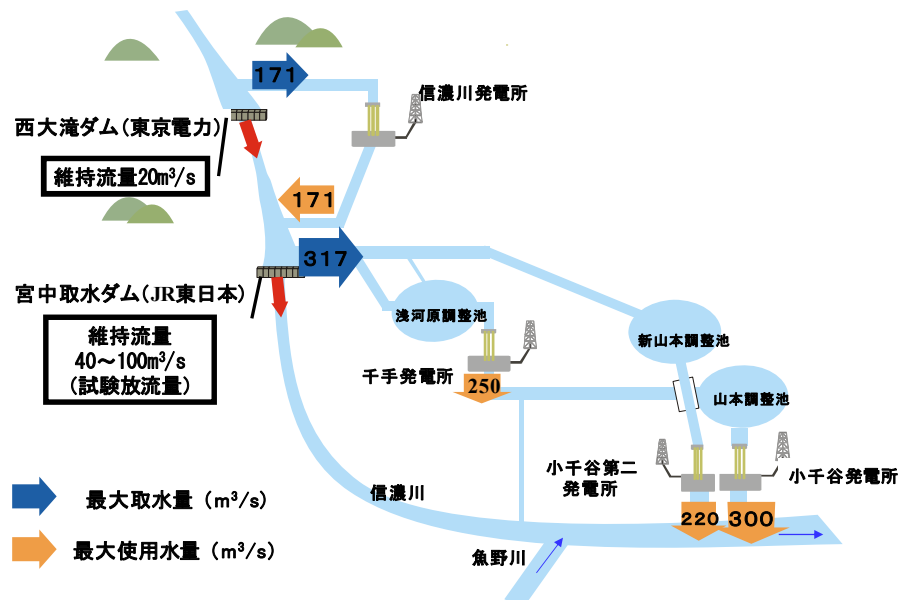 171
信濃川発電所
西大滝ダム(東京電力)
維持流量20m³/s
171
317
宮中取水ダム(JR東日本)
維持流量
40～100m³/s
(試験放流量)
浅河原調整池
新山本調整池
千手発電所
250
山本調整池
小千谷第二
発電所
小千谷発電所
信濃川
220
300
魚野川
最大取水量（m³/s）
最大使用水量（m³/s）